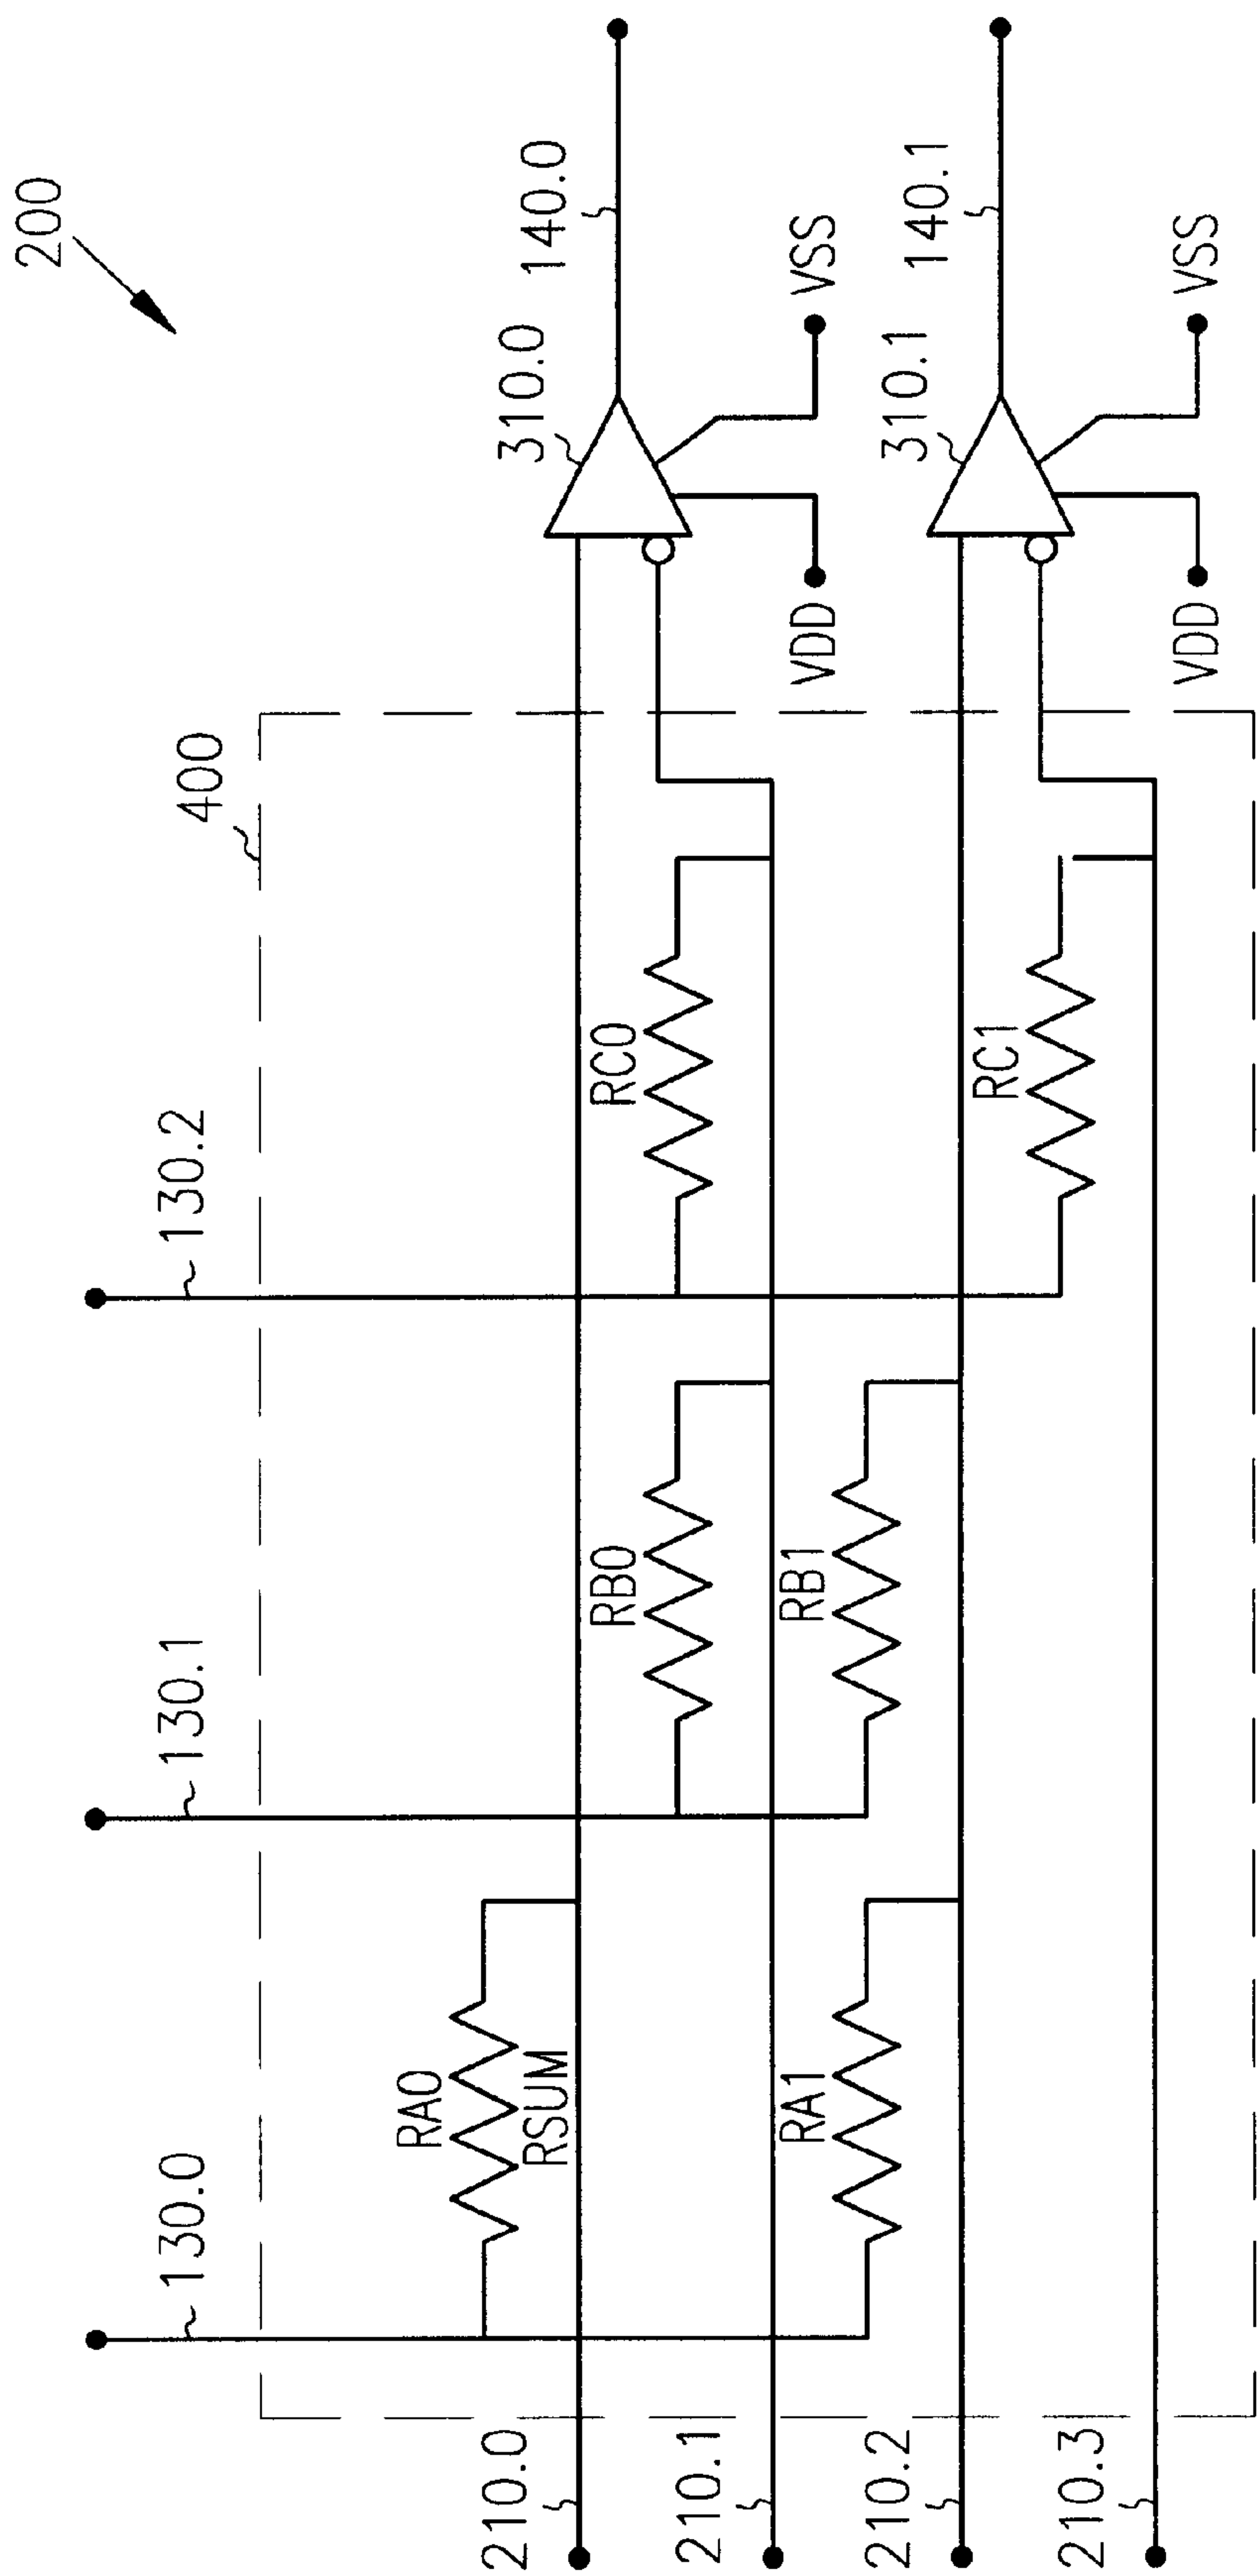 200
130.0
130.1
130.2
400
RA0
RSUM
RB0
RC0
RA1
RB1
RC1
210.0
210.1
210.2
210.3
310.0
140.0
VDD
VSS
310.1
140.1
VDD
VSS